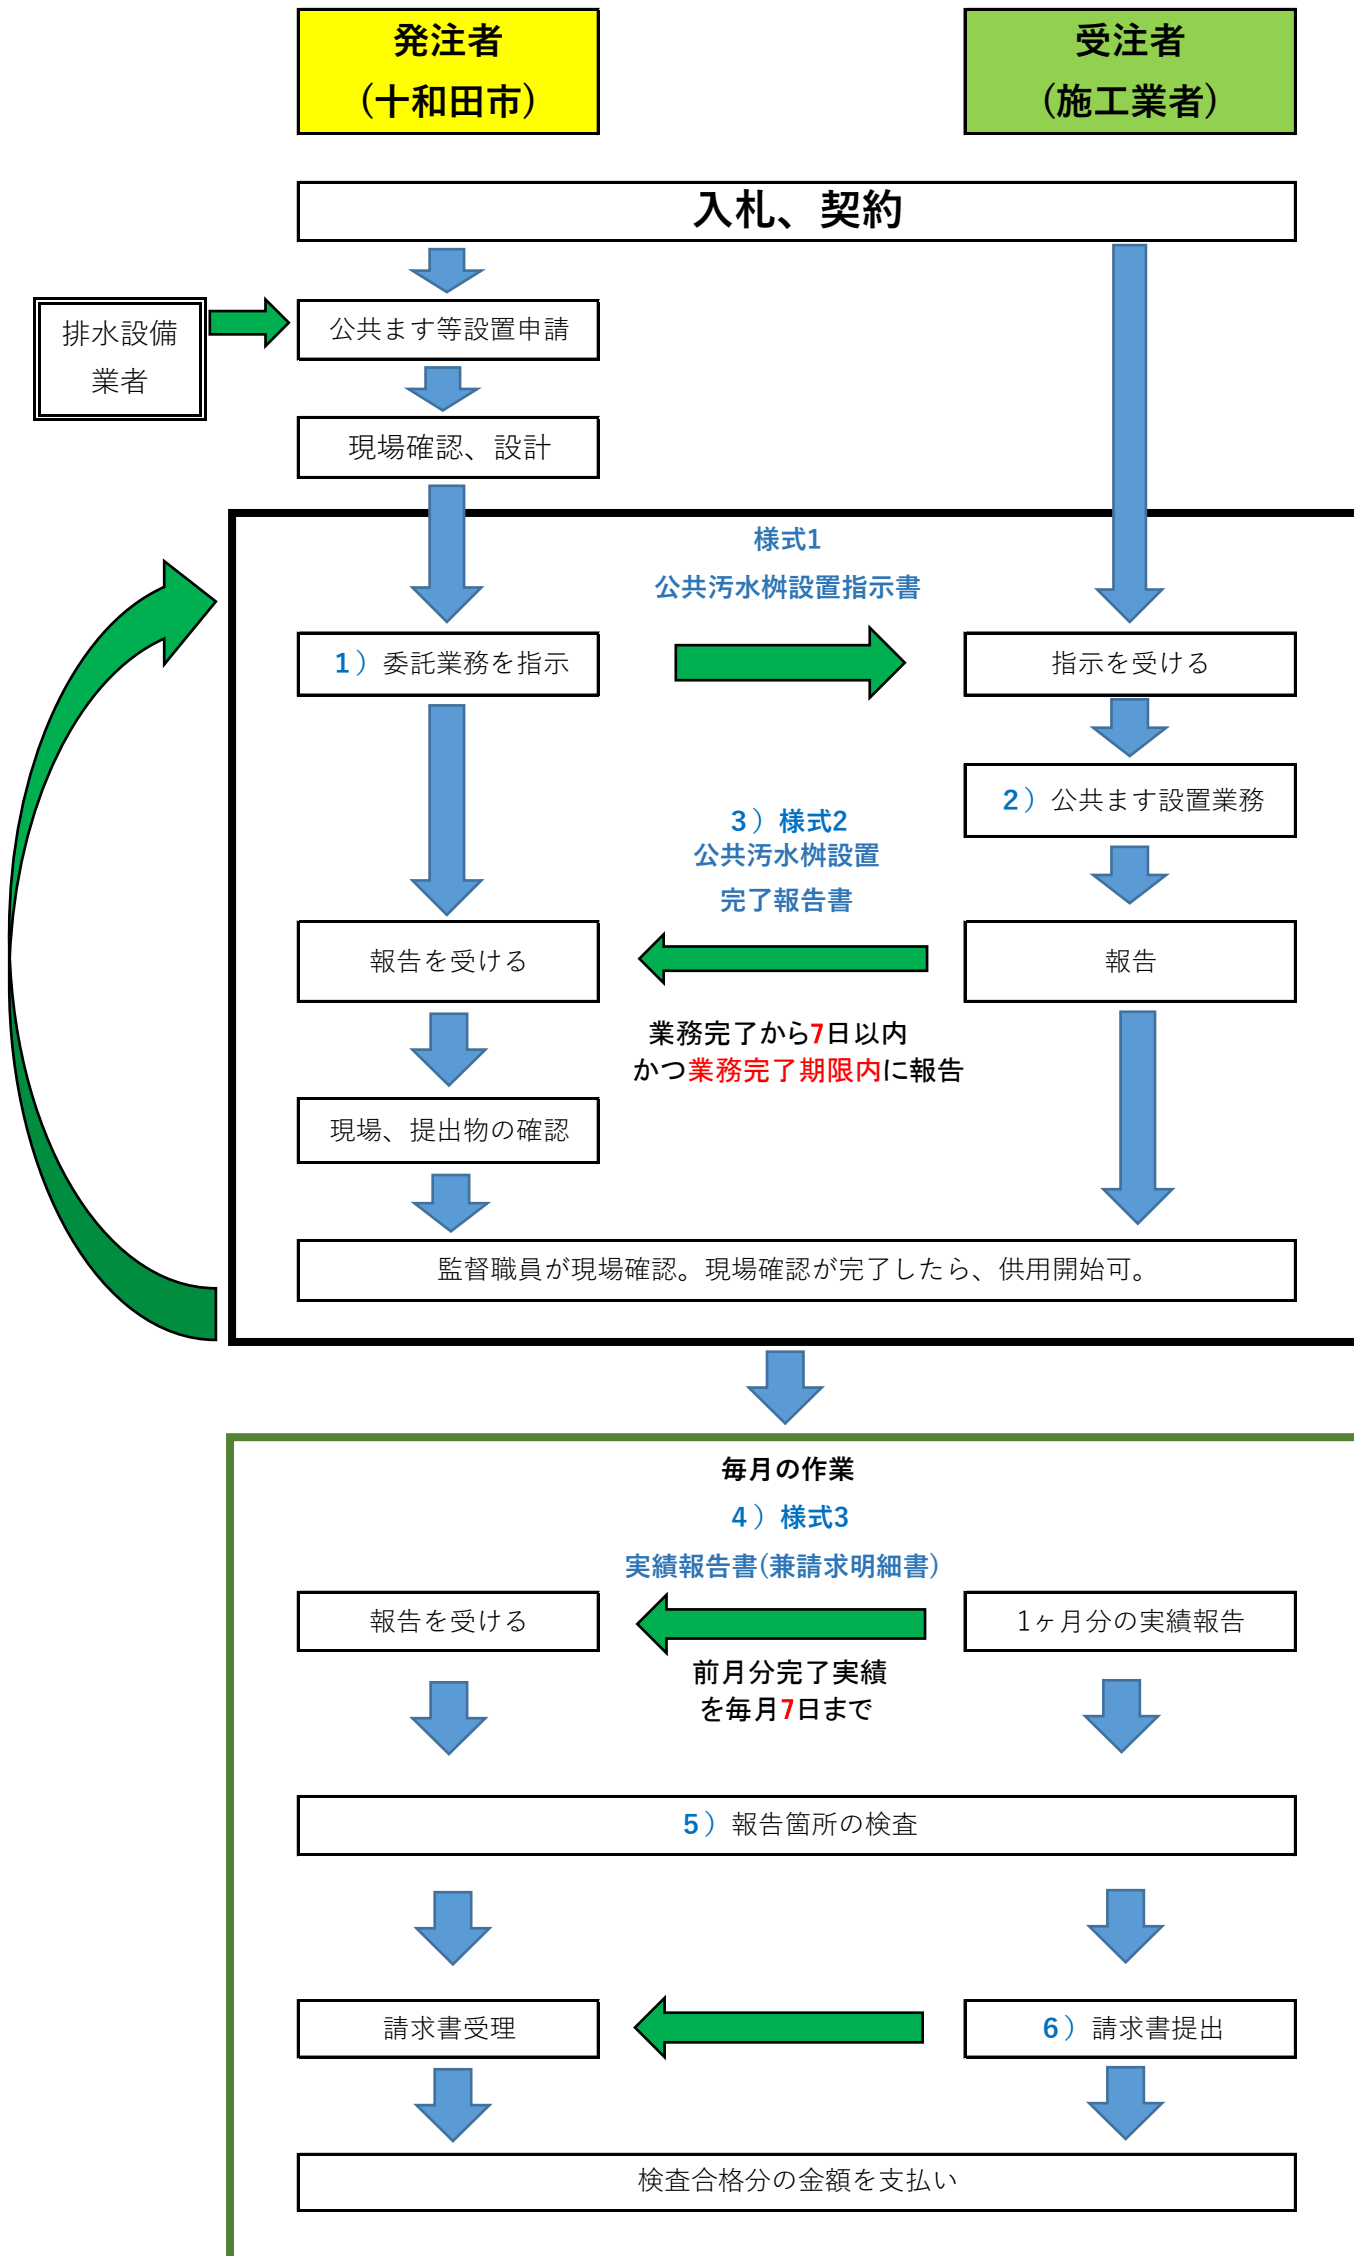 発注者
(十和田市)
受注者
(施工業者)
入札、契約
排水設備
業者
公共ます等設置申請
現場確認、設計
様式1
公共汚水桝設置指示書
1）委託業務を指示
指示を受ける
2）公共ます設置業務
3）様式2
公共汚水桝設置
完了報告書
報告を受ける
報告
業務完了から7日以内
かつ業務完了期限内に報告
現場、提出物の確認
監督職員が現場確認。現場確認が完了したら、供用開始可。
毎月の作業
4）様式3
実績報告書(兼請求明細書)
報告を受ける
1ヶ月分の実績報告
前月分完了実績
を毎月7日まで
5）報告箇所の検査
請求書受理
6）請求書提出
検査合格分の金額を支払い